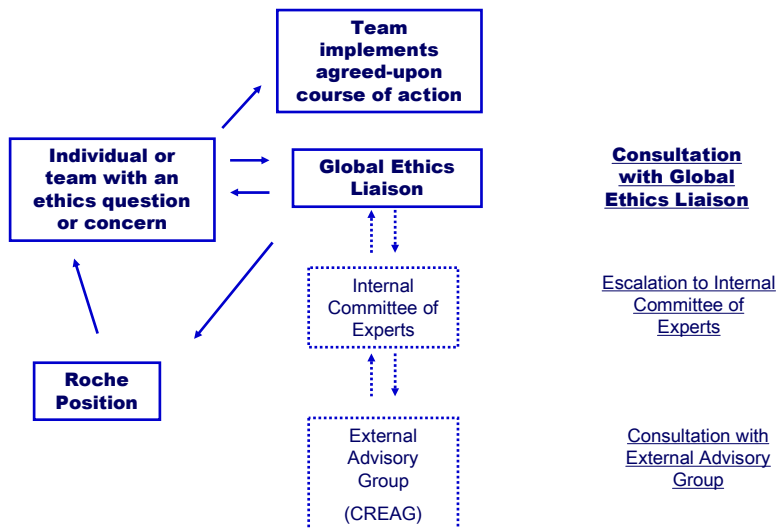 Team
implements
agreed-upon
course of action
Individual or
team with an
ethics question
or concern
Global Ethics
Liaison
Consultation
with Global
Ethics Liaison
Internal
Committee of
Experts
Escalation to Internal
Committee of
Experts
Roche
Position
External
Advisory
Group
(CREAG)
Consultation with
External Advisory
Group